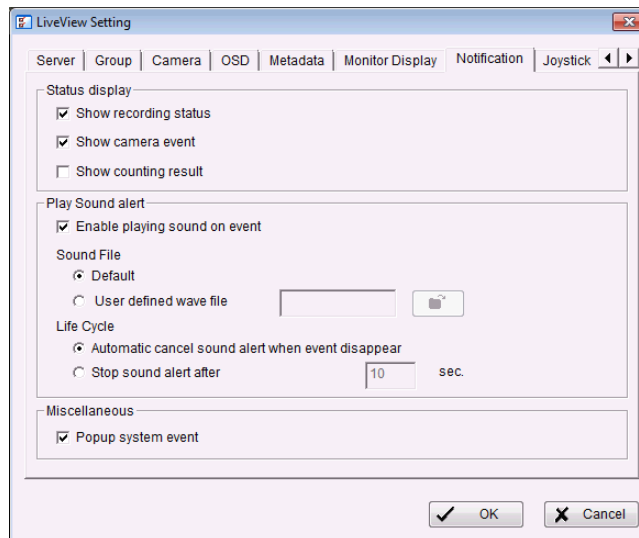 LiveView Setting
Server Group Camera OSD Metadata Monitor Display Notification Joystick
Status display
Show recording status
Show camera event
Show counting result
Play Sound alert
Enable playing sound on event
Sound File
Default
User defined wave file
Life Cycle
Automatic cancel sound alert when event disappear
Stop sound alert after 10 sec.
Miscellaneous
Popup system event
OK Cancel